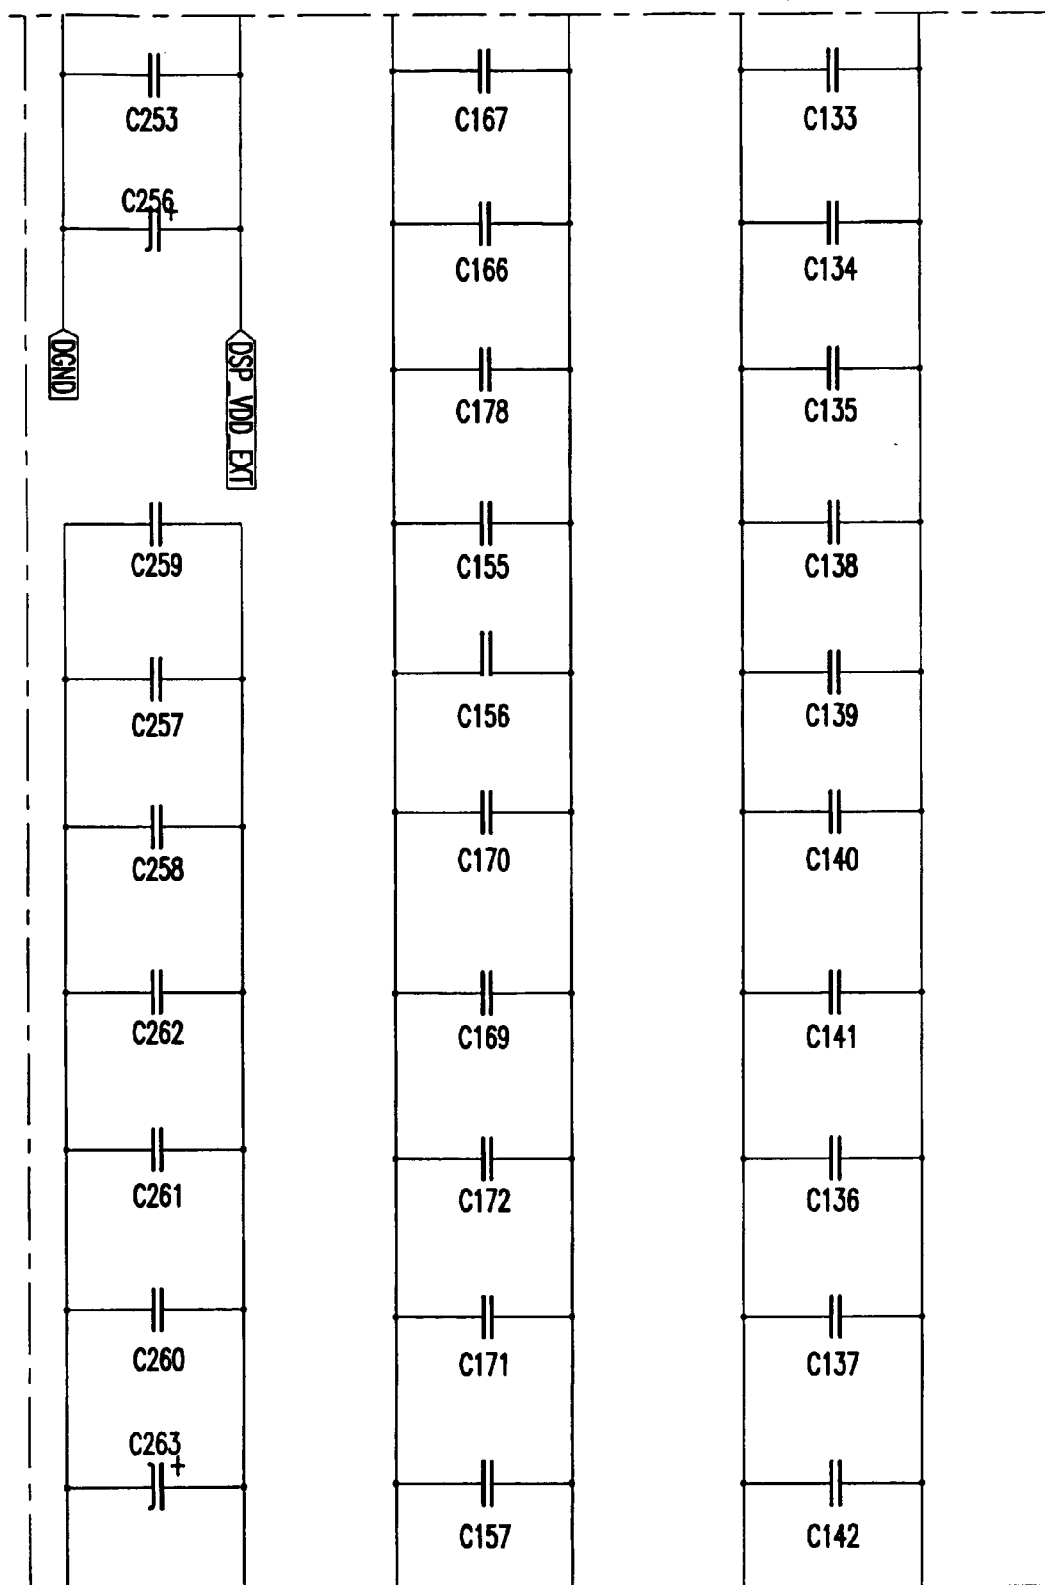 C253
C167
C133
C256
+
C166
C134
DGND
DSP_VDD_EXT
C178
C135
C259
C155
C138
C257
C156
C139
C258
C170
C140
C262
C169
C141
C261
C172
C136
C260
C171
C137
C263
+
C157
C142